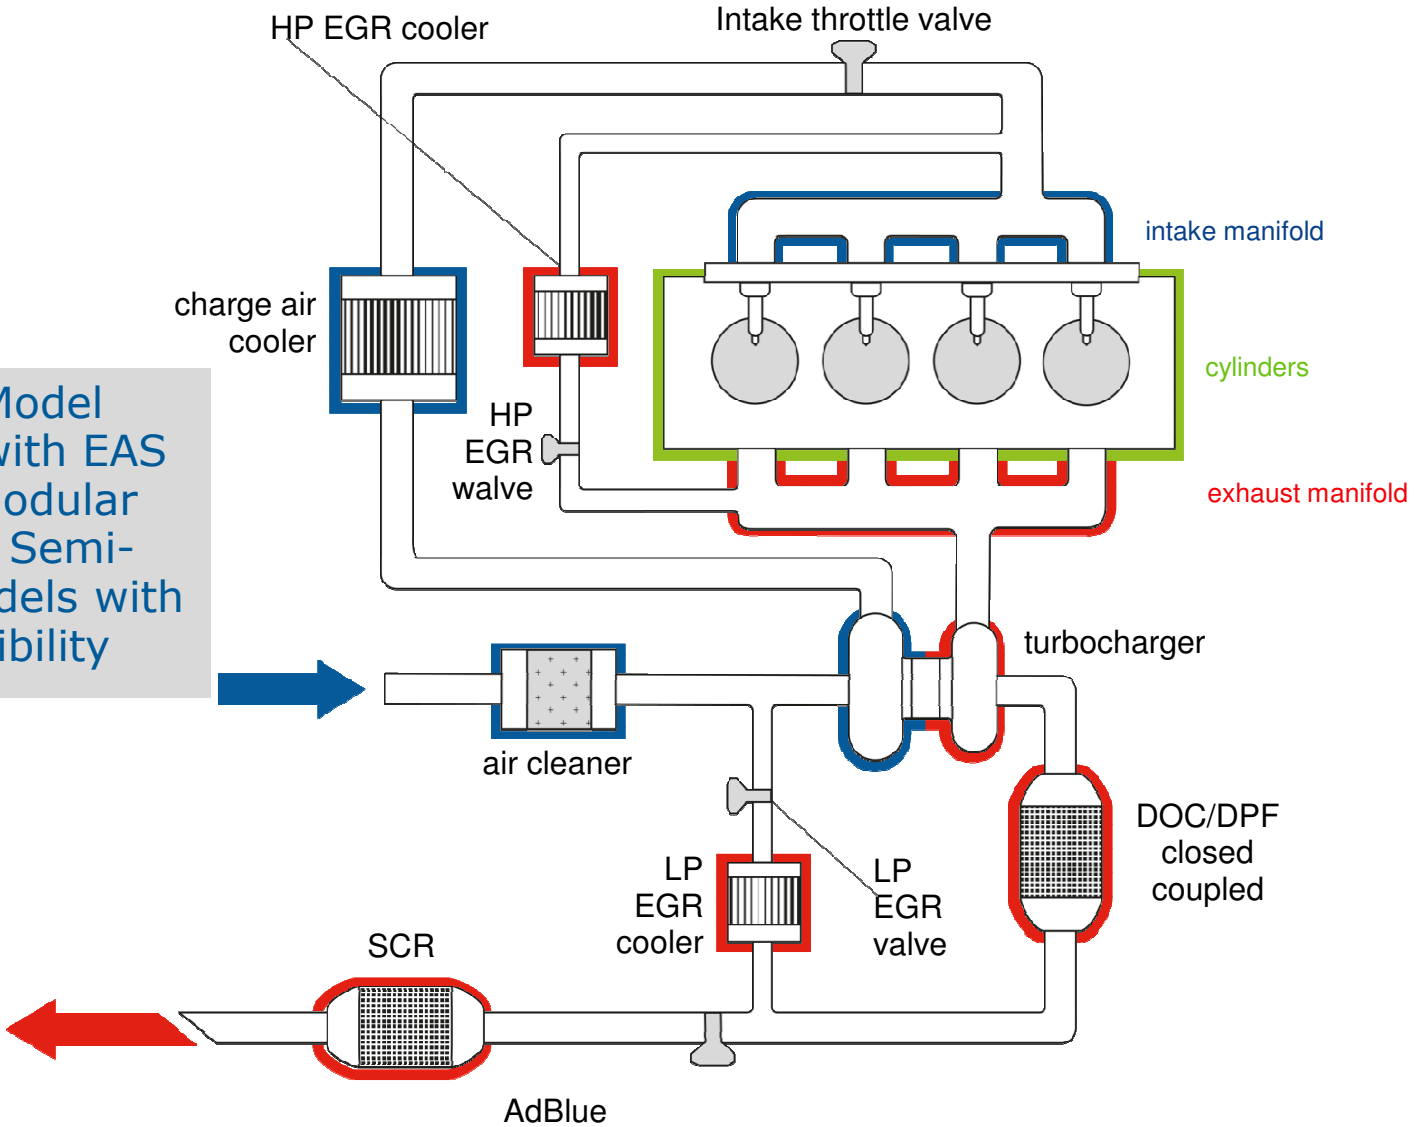 HP EGR cooler
Intake throttle valve
intake manifold
charge air
cooler
cylinders
Model
with EAS
odular
Semi-
dels with
ibility
HP
EGR
walve
exhaust manifold
turbocharger
air cleaner
DOC/DPF
closed
coupled
LP
EGR
cooler
LP
EGR
valve
SCR
AdBlue